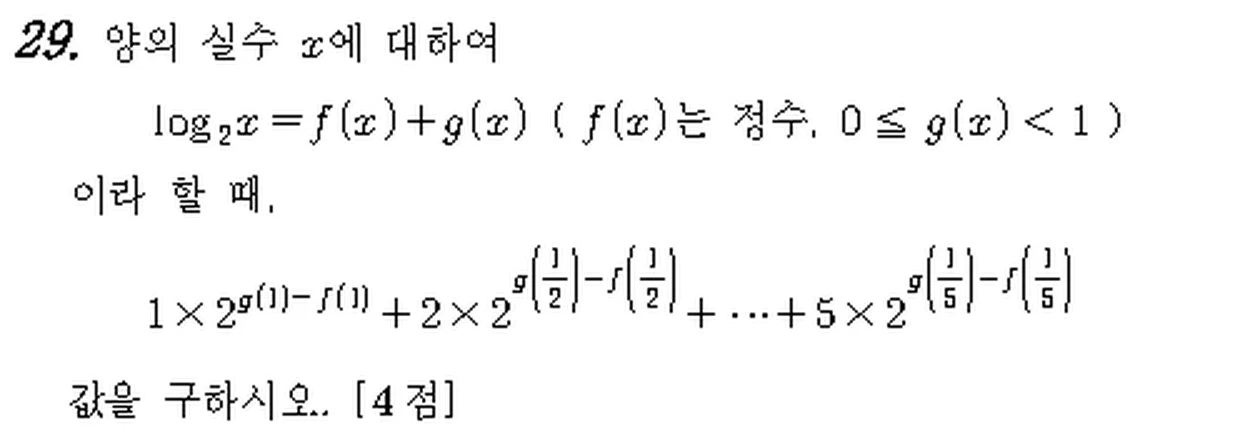 29. 양의 실수 x에 대하여
log₂x = f(x)+g(x) ( f(x)는 정수, 0 ≦ g(x) < 1 )
이라 할 때,
1×2^{g(1)−f(1)} + 2×2^{g(1/2)−f(1/2)} + ⋯ + 5×2^{g(1/5)−f(1/5)}
값을 구하시오.. [4점]